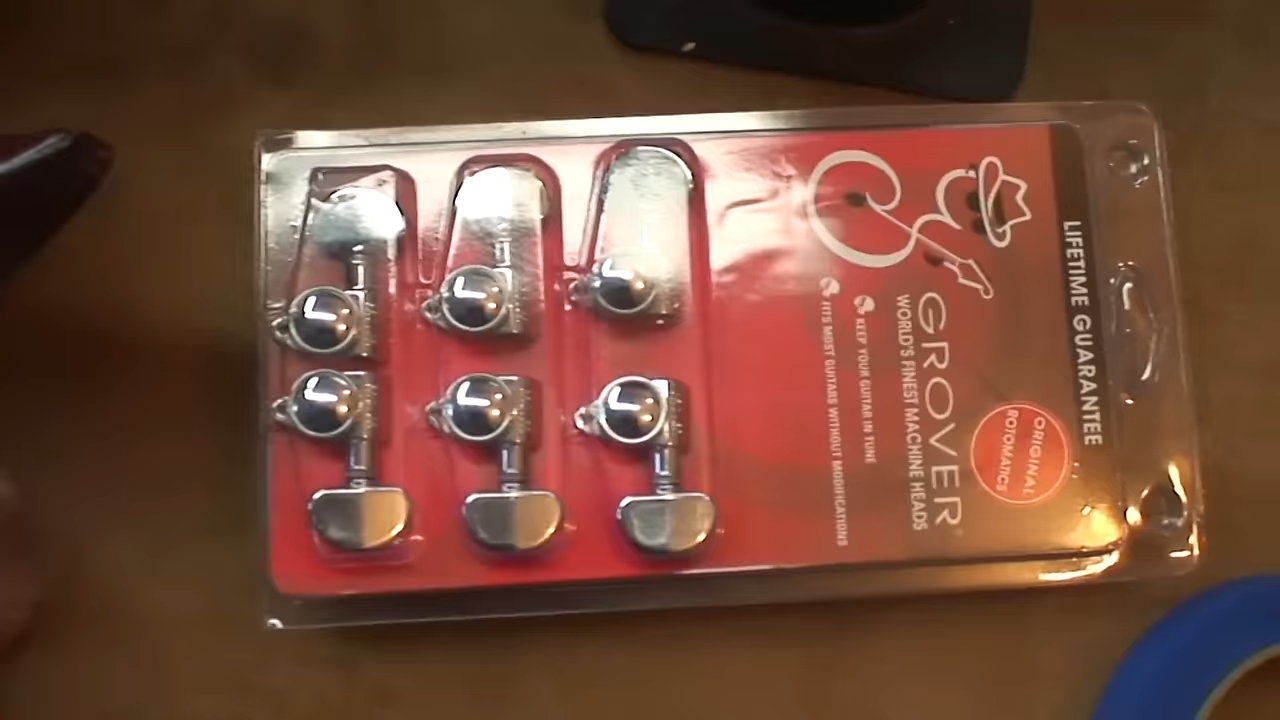 LIFETIME GUARANTEE
ORIGINAL
ROTOMATICS
GROVER
WORLD'S FINEST MACHINE HEADS
KEEP YOUR GUITAR IN TUNE
FITS MOST GUITARS WITHOUT MODIFICATIONS